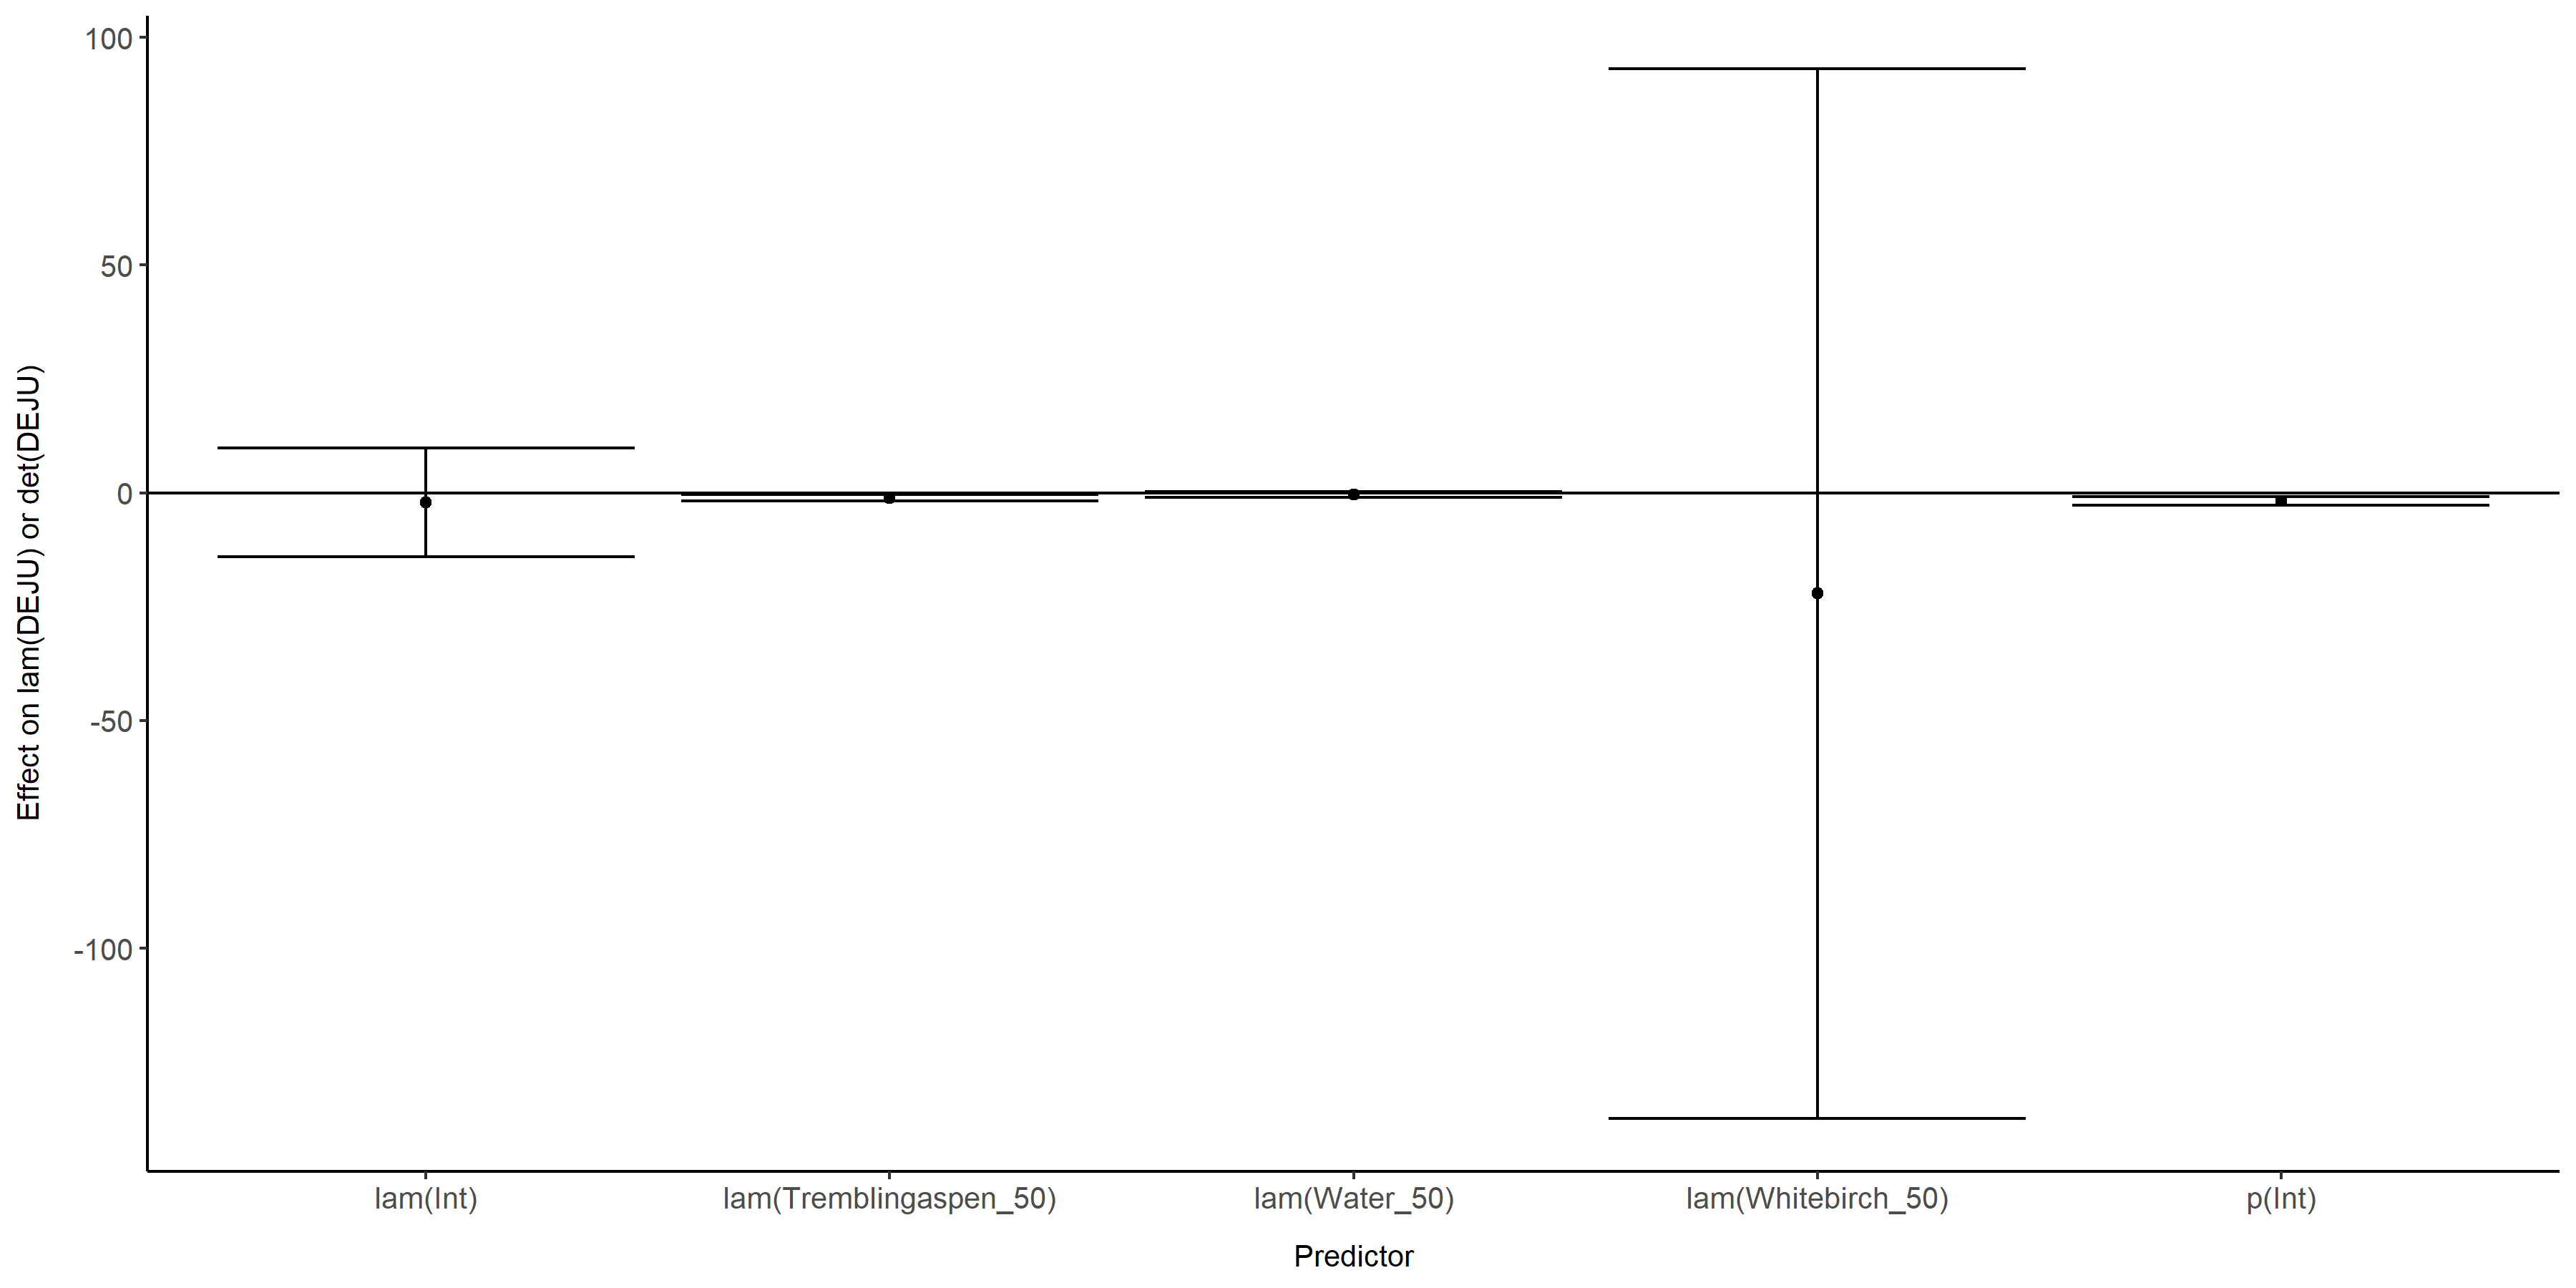 Effect on lam(DEJU) or det(DEJU)
100
50
0
-50
-100
lam(Int) lam(Tremblingaspen_50) lam(Water_50) lam(Whitebirch_50) p(Int)
Predictor